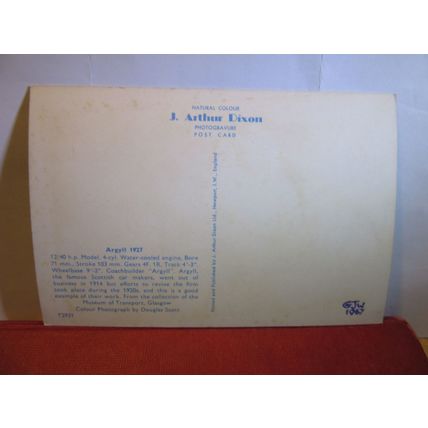 NATURAL COLOUR
J. Arthur Dixon
PHOTOGRAVURE
POST CARD
Printed and Published by J. Arthur Dixon Ltd., Newport, I.W., England
Argyll 1927
12/40 h.p. Model, 4-cyl. Water-cooled engine, Bore
71 mm., Stroke 103 mm. Gears 4F. 1R. Track 4'-3".
Wheelbase 9'-3". Coachbuilder "Argyll". Argyll,
the famous Scottish car makers, went out of
business in 1914 but efforts to revive the firm
took place during the 1920s, and this is a good
example of their work. From the collection of the
Museum of Transport, Glasgow
Colour Photograph by Douglas Scott
1967